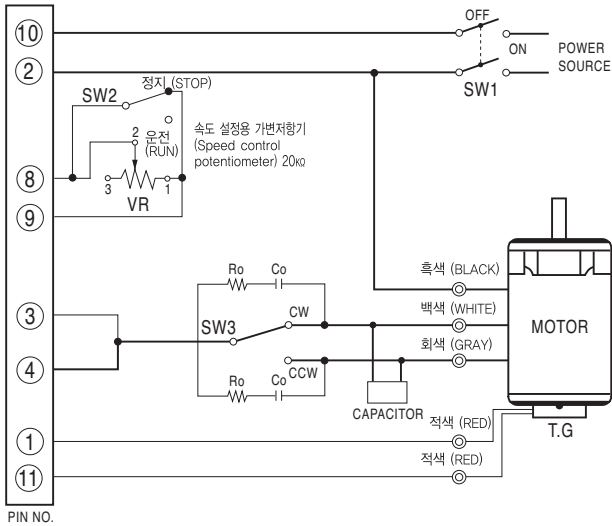 10
OFF
ON
POWER
SOURCE
2
SW1
정지 (STOP)
SW2
운전
(RUN)
2
속도 설정용 가변저항기
(Speed control
potentiometer) 20KΩ
8
3
1
VR
9
흑색 (BLACK)
Ro
Co
백색 (WHITE)
CW
3
SW3
MOTOR
회색 (GRAY)
4
CCW
Ro
Co
CAPACITOR
적색 (RED)
T.G
1
적색 (RED)
11
PIN NO.